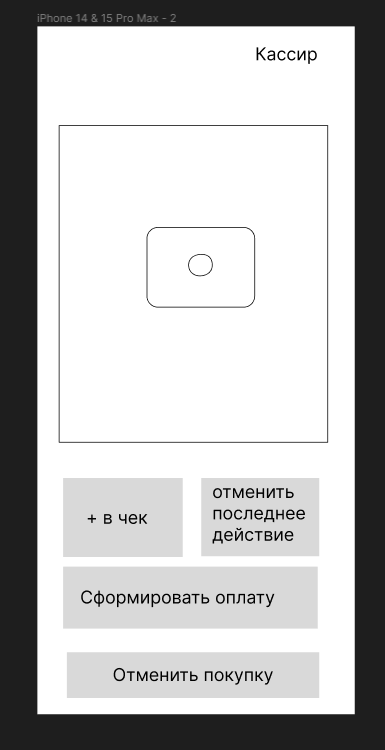 iPhone 14 & 15 Pro Max - 2
Кассир
+ в чек
отменить
последнее
действие
Сформировать оплату
Отменить покупку